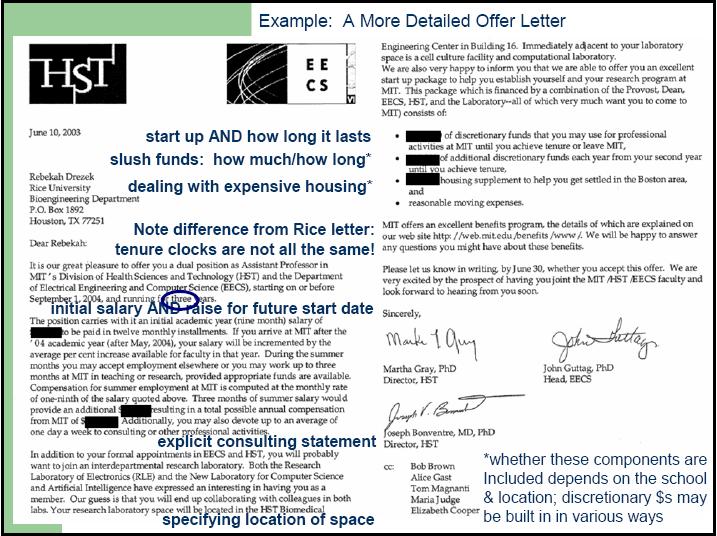 Example: A More Detailed Offer Letter
HST
E E
C S
June 10, 2003
start up AND how long it lasts
slush funds: how much/how long*
dealing with expensive housing*
Rebekah Drezek
Rice University
Bioengineering Department
P.O. Box 1892
Houston, TX 77251
Note difference from Rice letter:
tenure clocks are not all the same!
Dear Rebekah:
It is our great pleasure to offer you a dual position as Assistant Professor in
MIT's Division of Health Sciences and Technology (HST) and the Department
of Electrical Engineering and Computer Science (EECS), starting on or before
September 1, 2004, and running for three years.
initial salary AND raise for future start date
The position carries with it an initial academic year (nine month) salary of
to be paid in twelve monthly installments. If you arrive at MIT after the
'04 academic year (after May, 2004), your salary will be incremented by the
average per cent increase available for faculty in that year. During the summer
months you may accept employment elsewhere or you may work up to three
months at MIT in teaching or research, provided appropriate funds are available.
Compensation for summer employment at MIT is computed at the monthly rate
of one-ninth of the salary quoted above. Three months of summer salary would
provide an additional $ resulting in a total possible annual compensation
from MIT of $ Additionally, you may also devote up to an average of
one day a week to consulting or other professional activities.
explicit consulting statement
In addition to your formal appointments in EECS and HST, you will probably
want to join an interdepartmental research laboratory. Both the Research
Laboratory of Electronics (RLE) and the New Laboratory for Computer Science
and Artificial Intelligence have expressed an interesting in having you as a
member. Our guess is that you will end up collaborating with colleagues in both
labs. Your research laboratory space will be located in the HST Biomedical
specifying location of space
Engineering Center in Building 16. Immediately adjacent to your laboratory
space is a cell culture facility and computational laboratory.
We are also very happy to inform you that we are able to offer you an excellent
start up package to help you establish yourself and your research program at
MIT. This package which is financed by a combination of the Provost, Dean,
EECS, HST, and the Laboratory--all of which very much want you to come to
MIT) consists of:
• of discretionary funds that you may use for professional
activities at MIT until you achieve tenure or leave MIT,
• of additional discretionary funds each year from your second year
until you achieve tenure,
• housing supplement to help you get settled in the Boston area,
and
• reasonable moving expenses.
MIT offers an excellent benefits program, the details of which are explained on
our web site http://web.mit.edu/benefits/www/. We will be happy to answer
any questions you might have about these benefits.
Please let us know in writing, by June 30, whether you accept this offer. We are
very excited by the prospect of having you joint the MIT/HST/EECS faculty and
look forward to hearing from you soon.
Sincerely,
Martha Gray, PhD
Director, HST
John Guttag, PhD
Head, EECS
Joseph Bonventre, MD, PhD
Director, HST
cc: Bob Brown
Alice Gast
Tom Magnanti
Maria Judge
Elizabeth Cooper
*whether these components are
Included depends on the school
& location; discretionary $s may
be built in in various ways